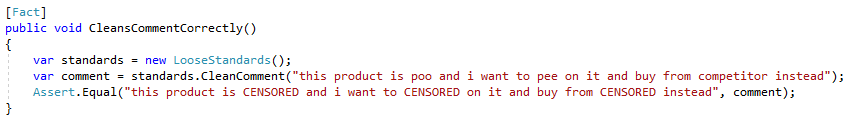 [Fact]
public void CleansCommentCorrectly()
{
    var standards = new LooseStandards();
    var comment = standards.CleanComment("this product is poo and i want to pee on it and buy from competitor instead");
    Assert.Equal("this product is CENSORED and i want to CENSORED on it and buy from CENSORED instead", comment);
}